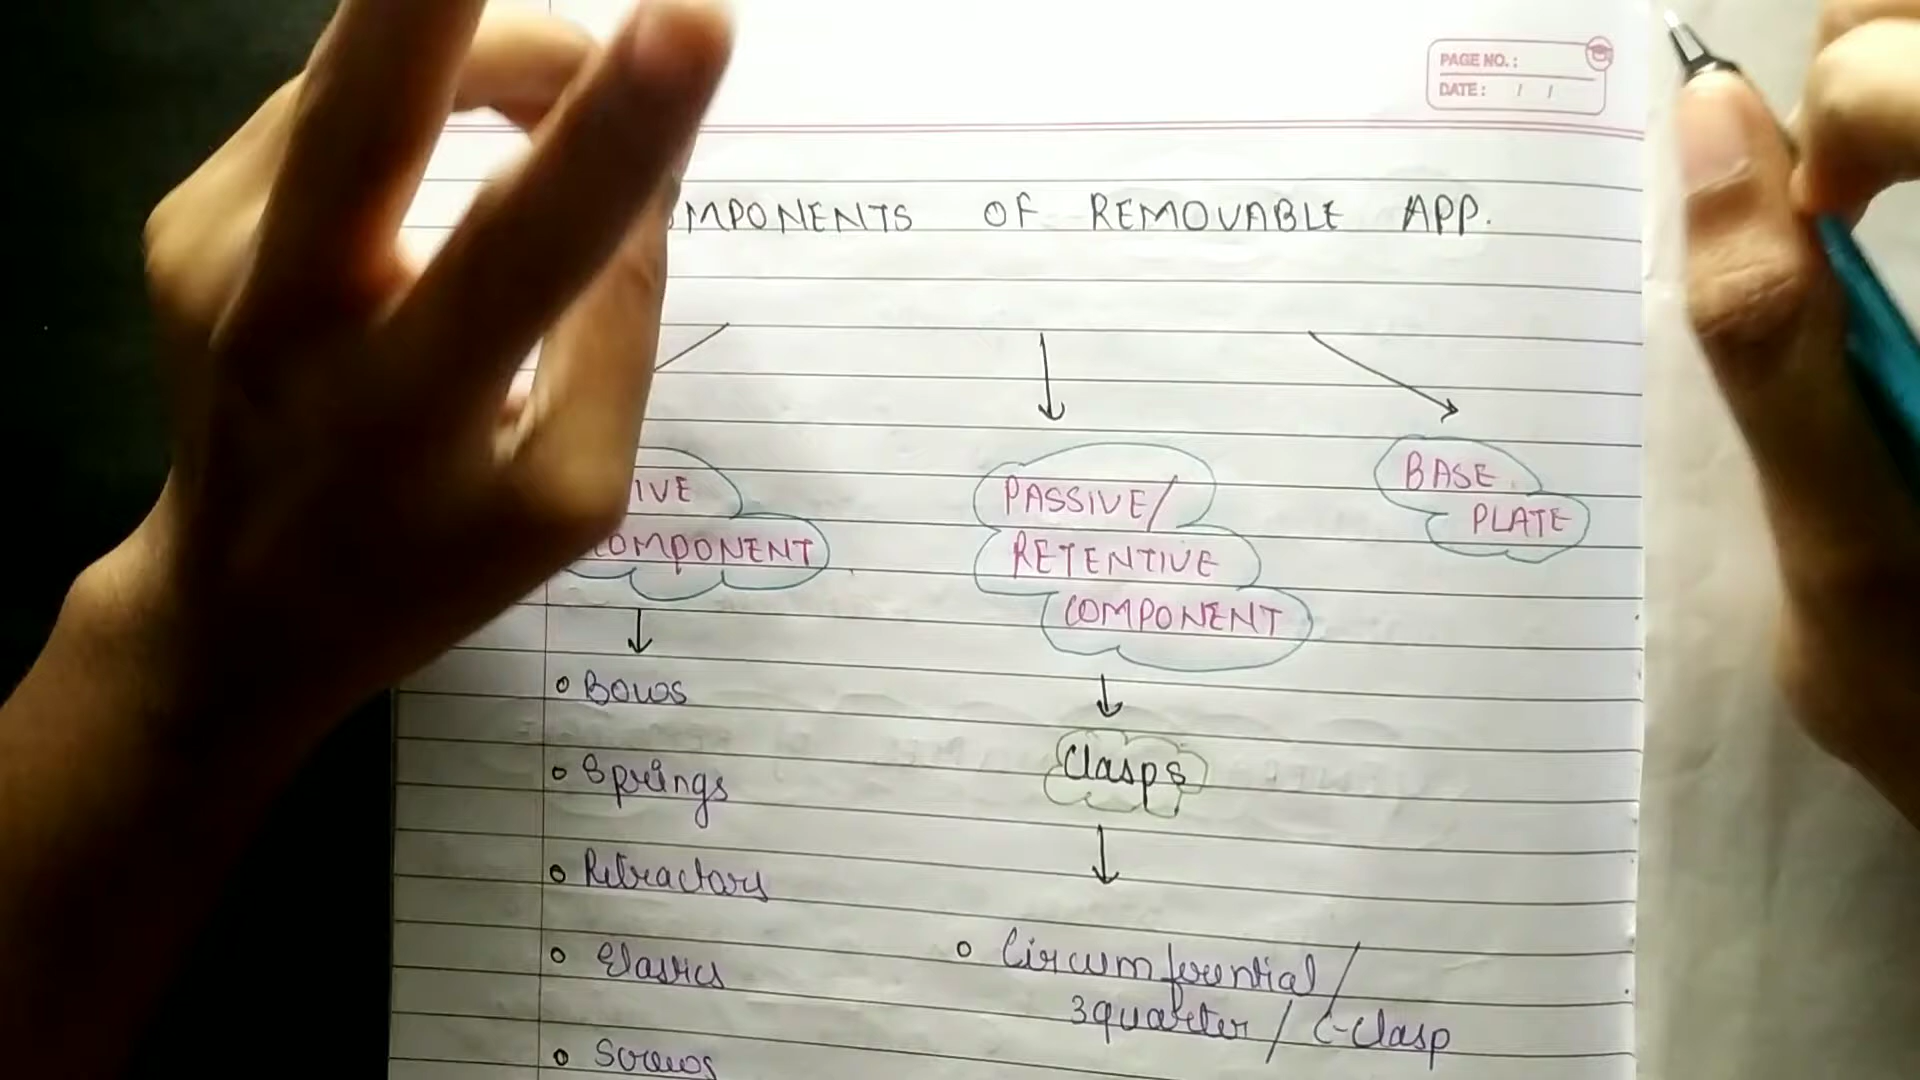 PAGE NO.:
DATE: / /
MPONENTS OF REMOVABLE APP.
IVE
COMPONENT
PASSIVE/
RETENTIVE
COMPONENT
BASE
PLATE
Bows
Springs
Retractors
Elastics
Screws
Clasps
Circumferential/
3quarter/ C-Clasp